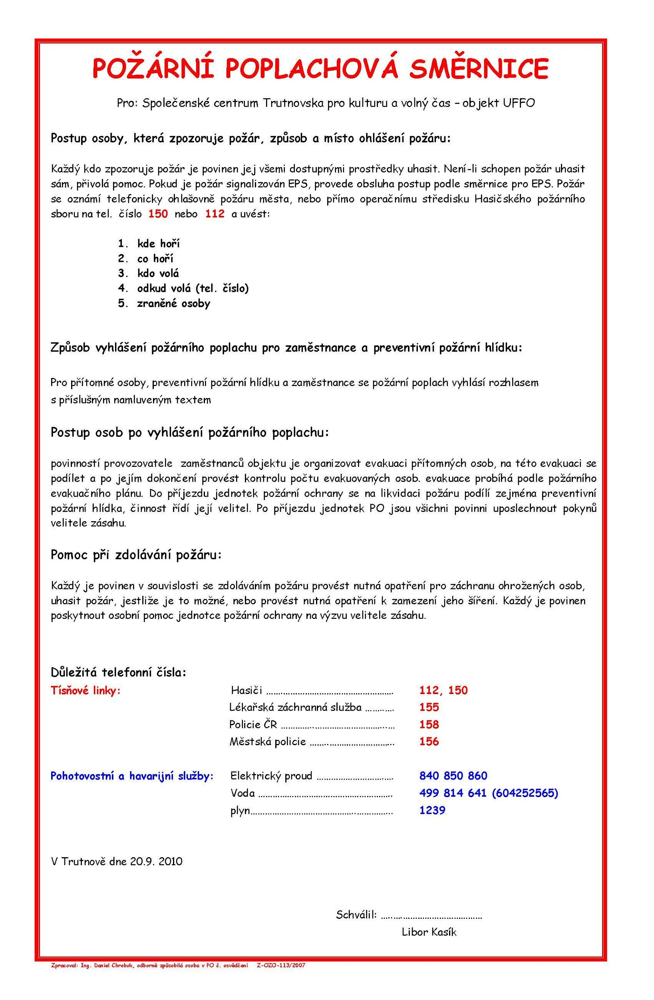 POŽÁRNÍ POPLACHOVÁ SMĚRNICE
Pro: Společenské centrum Trutnovska pro kulturu a volný čas – objekt UFFO
Postup osoby, která zpozoruje požár, způsob a místo ohlášení požáru:
Každý kdo zpozoruje požár je povinen jej všemi dostupnými prostředky uhasit. Není-li schopen požár uhasit
sám, přivolá pomoc. Pokud je požár signalizován EPS, provede obsluha postup podle směrnice pro EPS. Požár
se oznámí telefonicky ohlašovně požáru města, nebo přímo operačnímu středisku Hasičského požárního
sboru na tel. číslo 150 nebo 112 a uvést:
1. kde hoří
2. co hoří
3. kdo volá
4. odkud volá (tel. číslo)
5. zraněné osoby
Způsob vyhlášení požárního poplachu pro zaměstnance a preventivní požární hlídku:
Pro přítomné osoby, preventivní požární hlídku a zaměstnance se požární poplach vyhlásí rozhlasem
s příslušným namluveným textem
Postup osob po vyhlášení požárního poplachu:
povinností provozovatele zaměstnanců objektu je organizovat evakuaci přítomných osob, na této evakuaci se
podílet a po jejím dokončení provést kontrolu počtu evakuovaných osob. evakuace probíhá podle požárního
evakuačního plánu. Do příjezdu jednotek požární ochrany se na likvidaci požáru podílí zejména preventivní
požární hlídka, činnost řídí její velitel. Po příjezdu jednotek PO jsou všichni povinni uposlechnout pokynů
velitele zásahu.
Pomoc při zdolávání požáru:
Každý je povinen v souvislosti se zdoláváním požáru provést nutná opatření pro záchranu ohrožených osob,
uhasit požár, jestliže je to možné, nebo provést nutná opatření k zamezení jeho šíření. Každý je povinen
poskytnout osobní pomoc jednotce požární ochrany na výzvu velitele zásahu.
Důležitá telefonní čísla:
Tísňové linky: Hasiči ................................................... 112, 150
Lékařská záchranná služba ............ 155
Policie ČR .............................................. 158
Městská policie .................................. 156
Pohotovostní a havarijní služby: Elektrický proud ............................... 840 850 860
Voda ..................................................... 499 814 641 (604252565)
plyn......................................................... 1239
V Trutnově dne 20.9. 2010
Schválil: .........................................
Libor Kasík
Zpracoval: Ing. Daniel Chrobok, odborně způsobilá osoba v PO č. osvědčení Z-OZO-113/2007